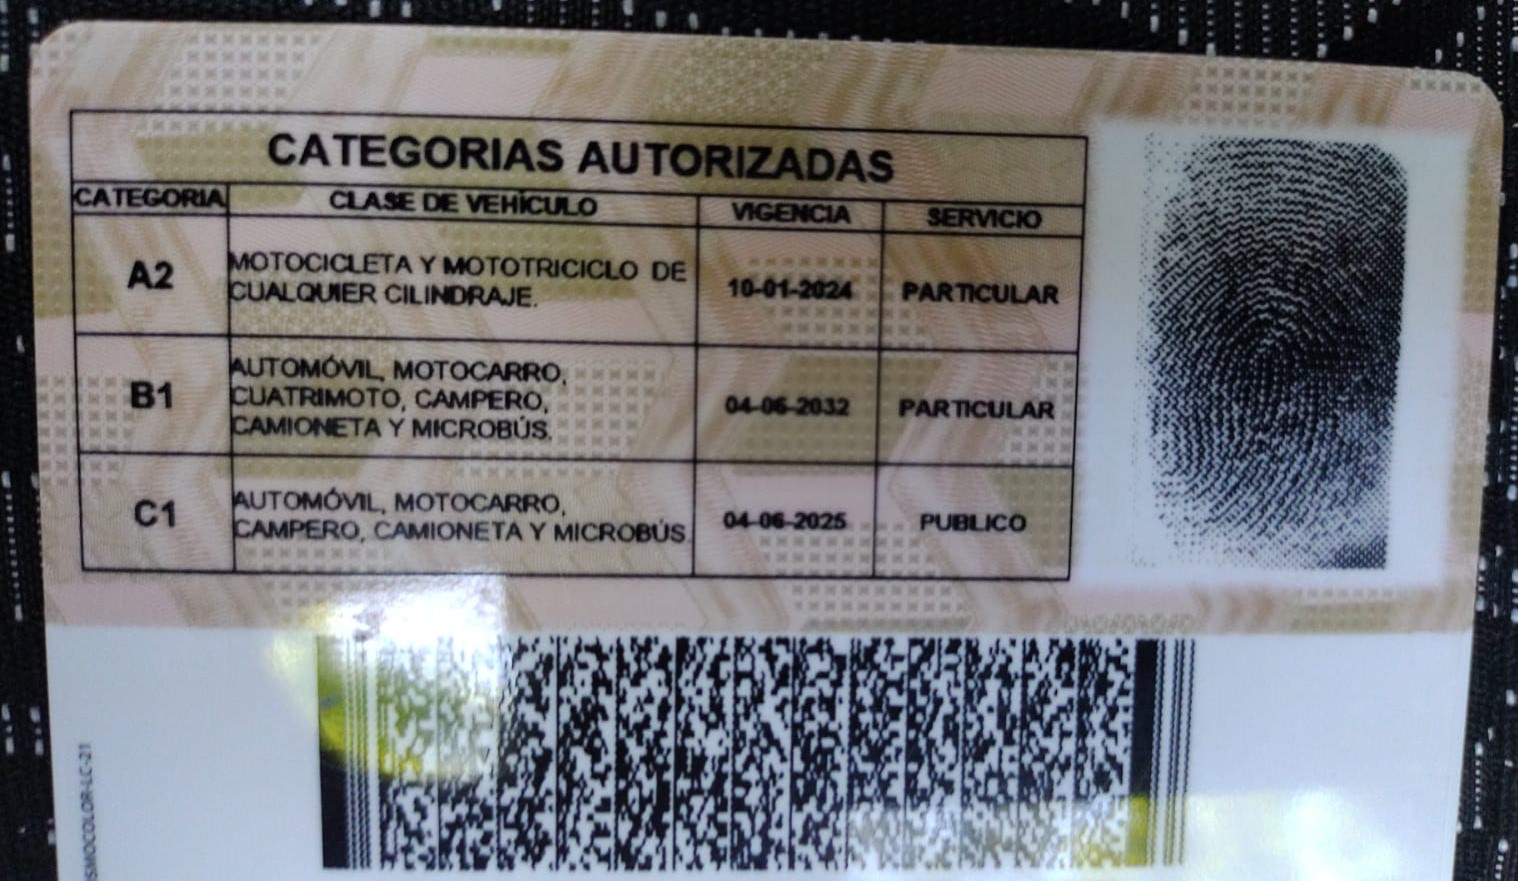 CATEGORIAS AUTORIZADAS
CATEGORIA CLASE DE VEHÍCULO VIGENCIA SERVICIO
A2 MOTOCICLETA Y MOTOTRICICLO DE CUALQUIER CILINDRAJE. 10-01-2024 PARTICULAR
B1 AUTOMÓVIL, MOTOCARRO, CUATRIMOTO, CAMPERO, CAMIONETA Y MICROBÚS. 04-06-2032 PARTICULAR
C1 AUTOMÓVIL, MOTOCARRO, CAMPERO, CAMIONETA Y MICROBÚS 04-06-2025 PUBLICO